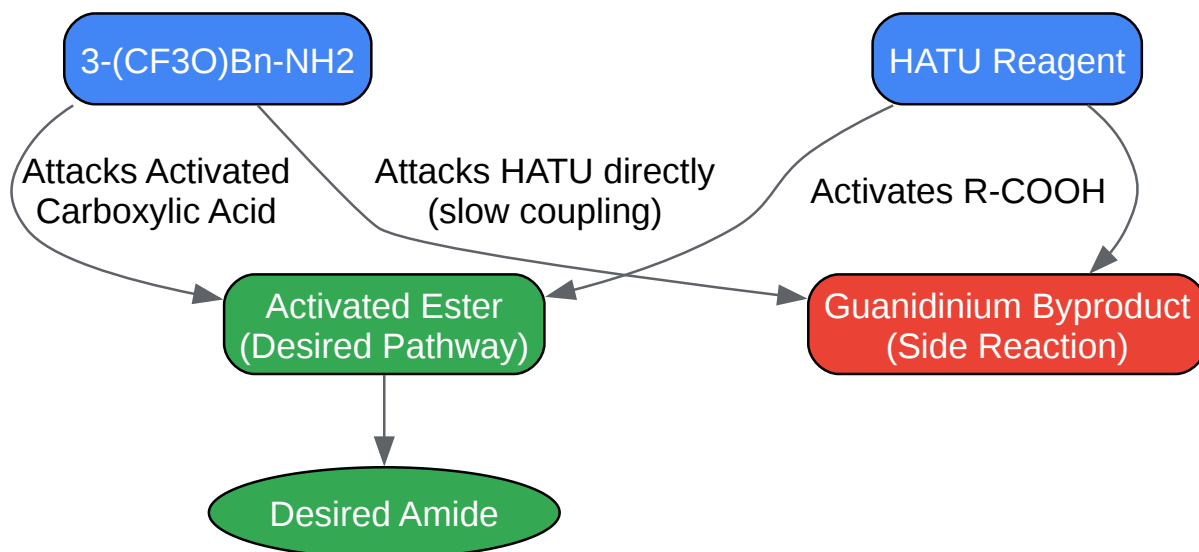 3-(CF3O)Bn-NH2
HATU Reagent
Attacks Activated
Carboxylic Acid
Attacks HATU directly
(slow coupling)
Activates R-COOH
Activated Ester
(Desired Pathway)
Guanidinium Byproduct
(Side Reaction)
Desired Amide